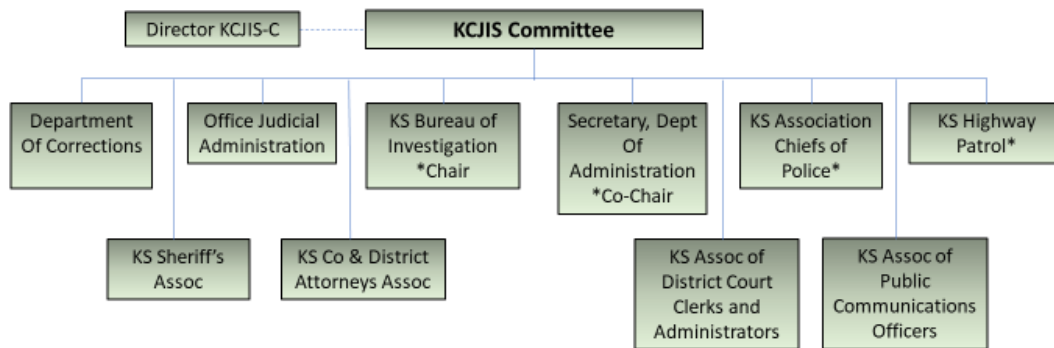 Director KCJIS-C
KCJIS Committee
Department
Of Corrections
Office Judicial
Administration
KS Bureau of
Investigation
*Chair
Secretary, Dept
Of
Administration
*Co-Chair
KS Association
Chiefs of
Police*
KS Highway
Patrol*
KS Sheriff's
Assoc
KS Co & District
Attorneys Assoc
KS Assoc of
District Court
Clerks and
Administrators
KS Assoc of
Public
Communications
Officers